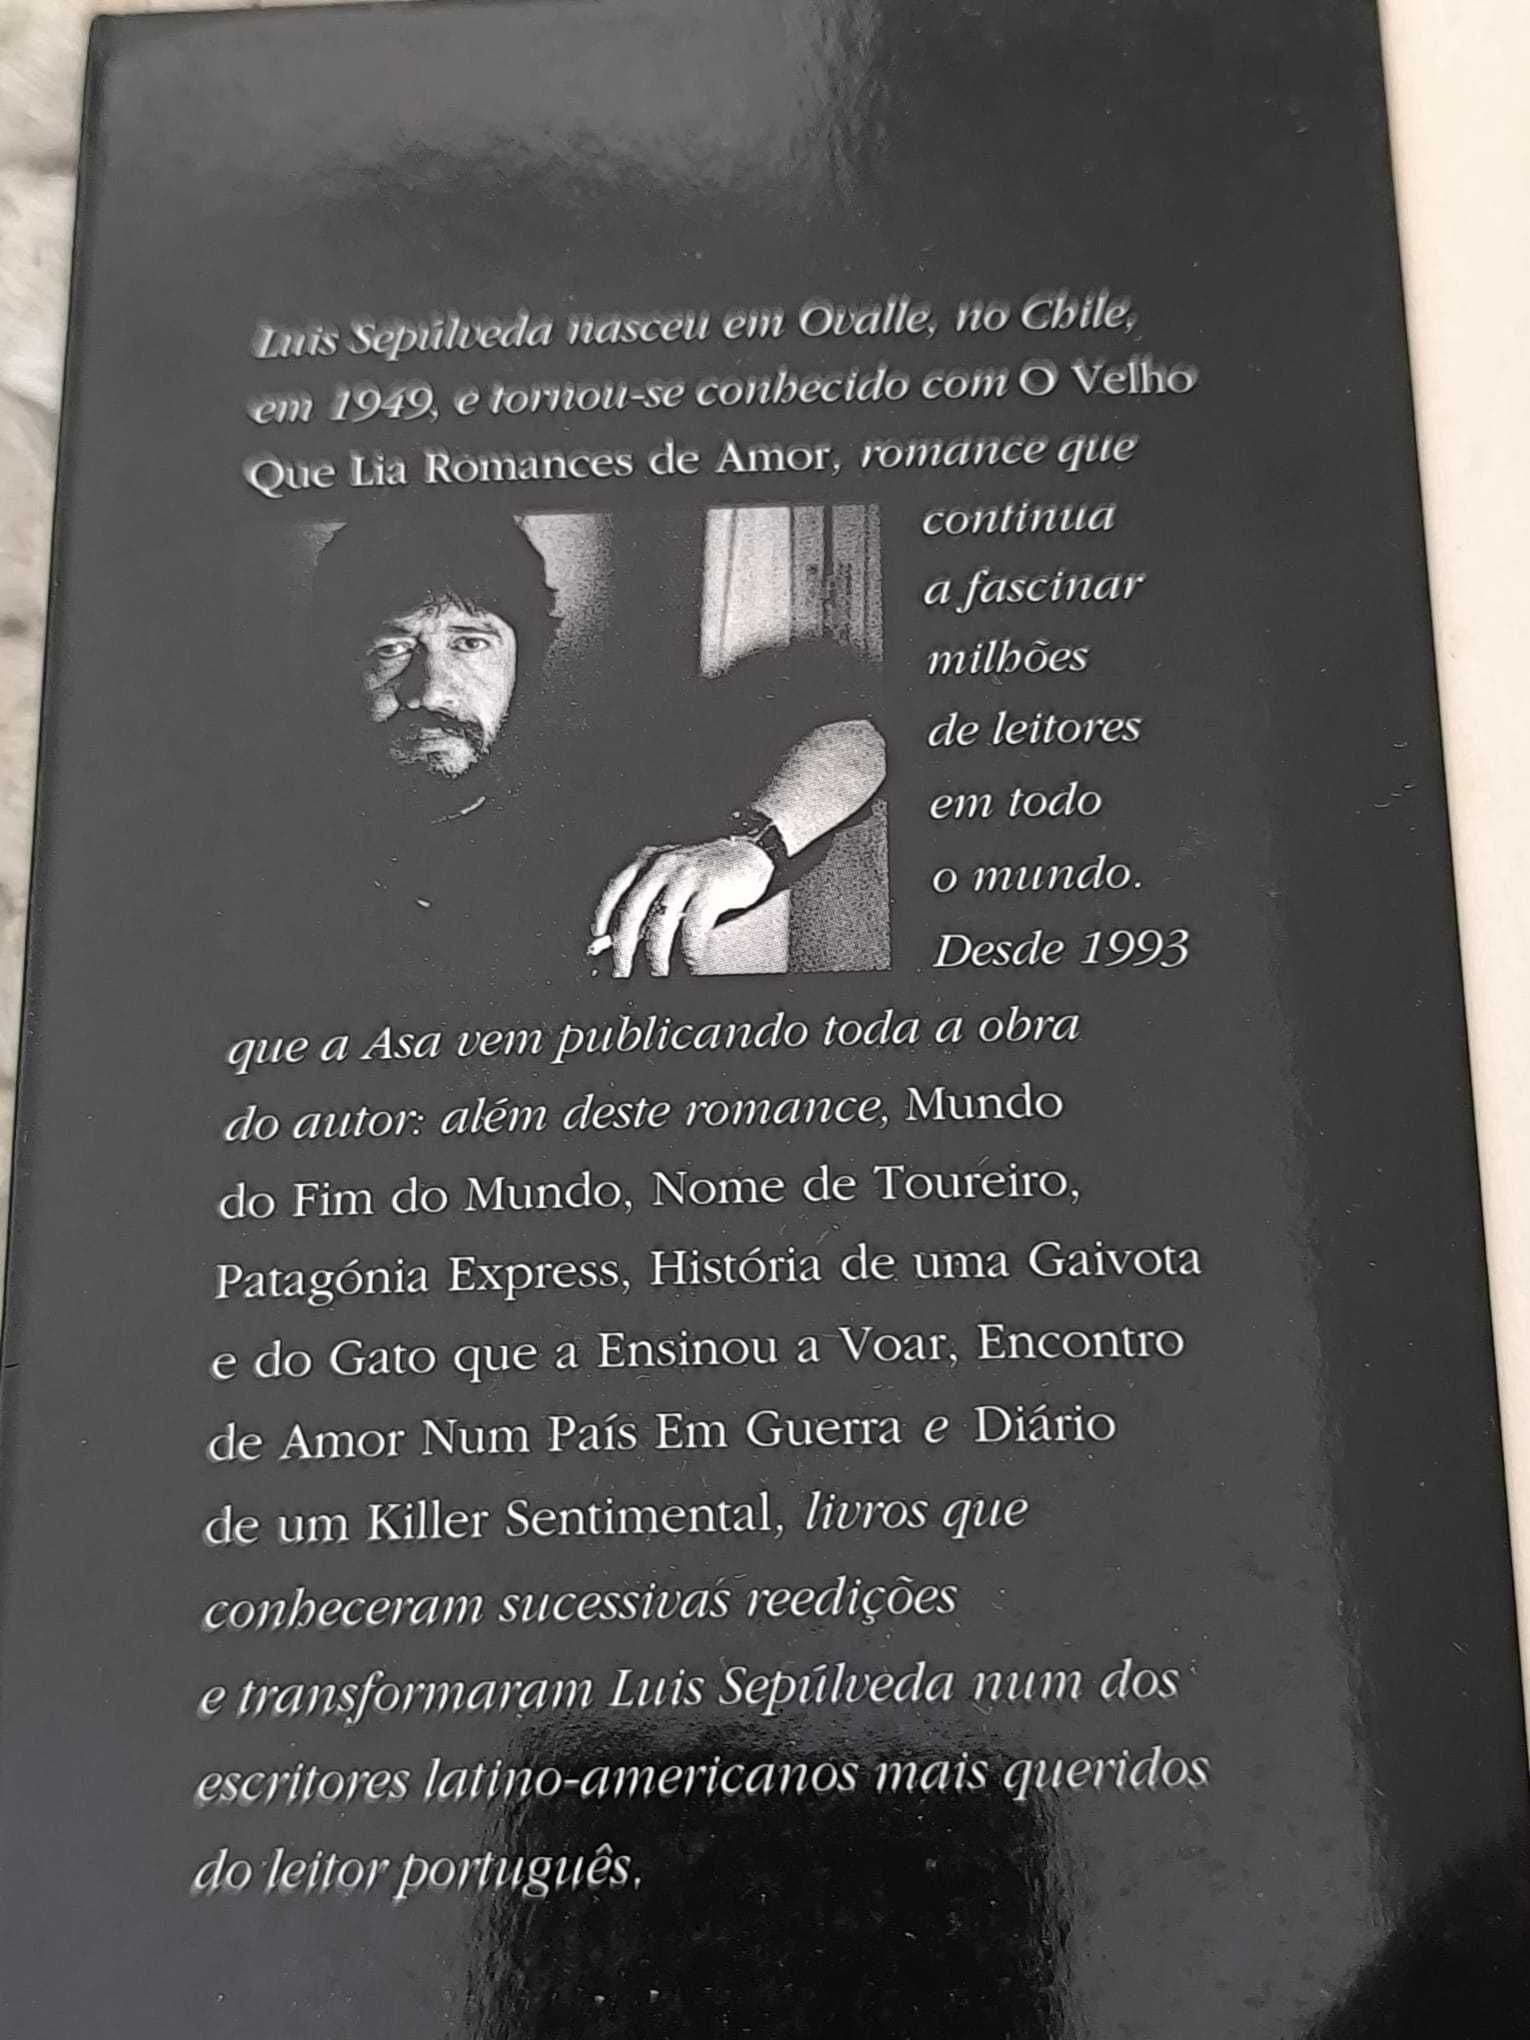 Luis Sepúlveda nasceu em Ovalle, no Chile,
em 1949, e tornou-se conhecido com O Velho
Que Lia Romances de Amor, romance que
continua
a fascinar
milhões
de leitores
em todo
o mundo.
Desde 1993
que a Asa vem publicando toda a obra
do autor: além deste romance, Mundo
do Fim do Mundo, Nome de Toureiro,
Patagónia Express, História de uma Gaivota
e do Gato que a Ensinou a Voar, Encontro
de Amor Num País Em Guerra e Diário
de um Killer Sentimental, livros que
conheceram sucessivas reedições
e transformaram Luis Sepúlveda num dos
escritores latino-americanos mais queridos
do leitor português.